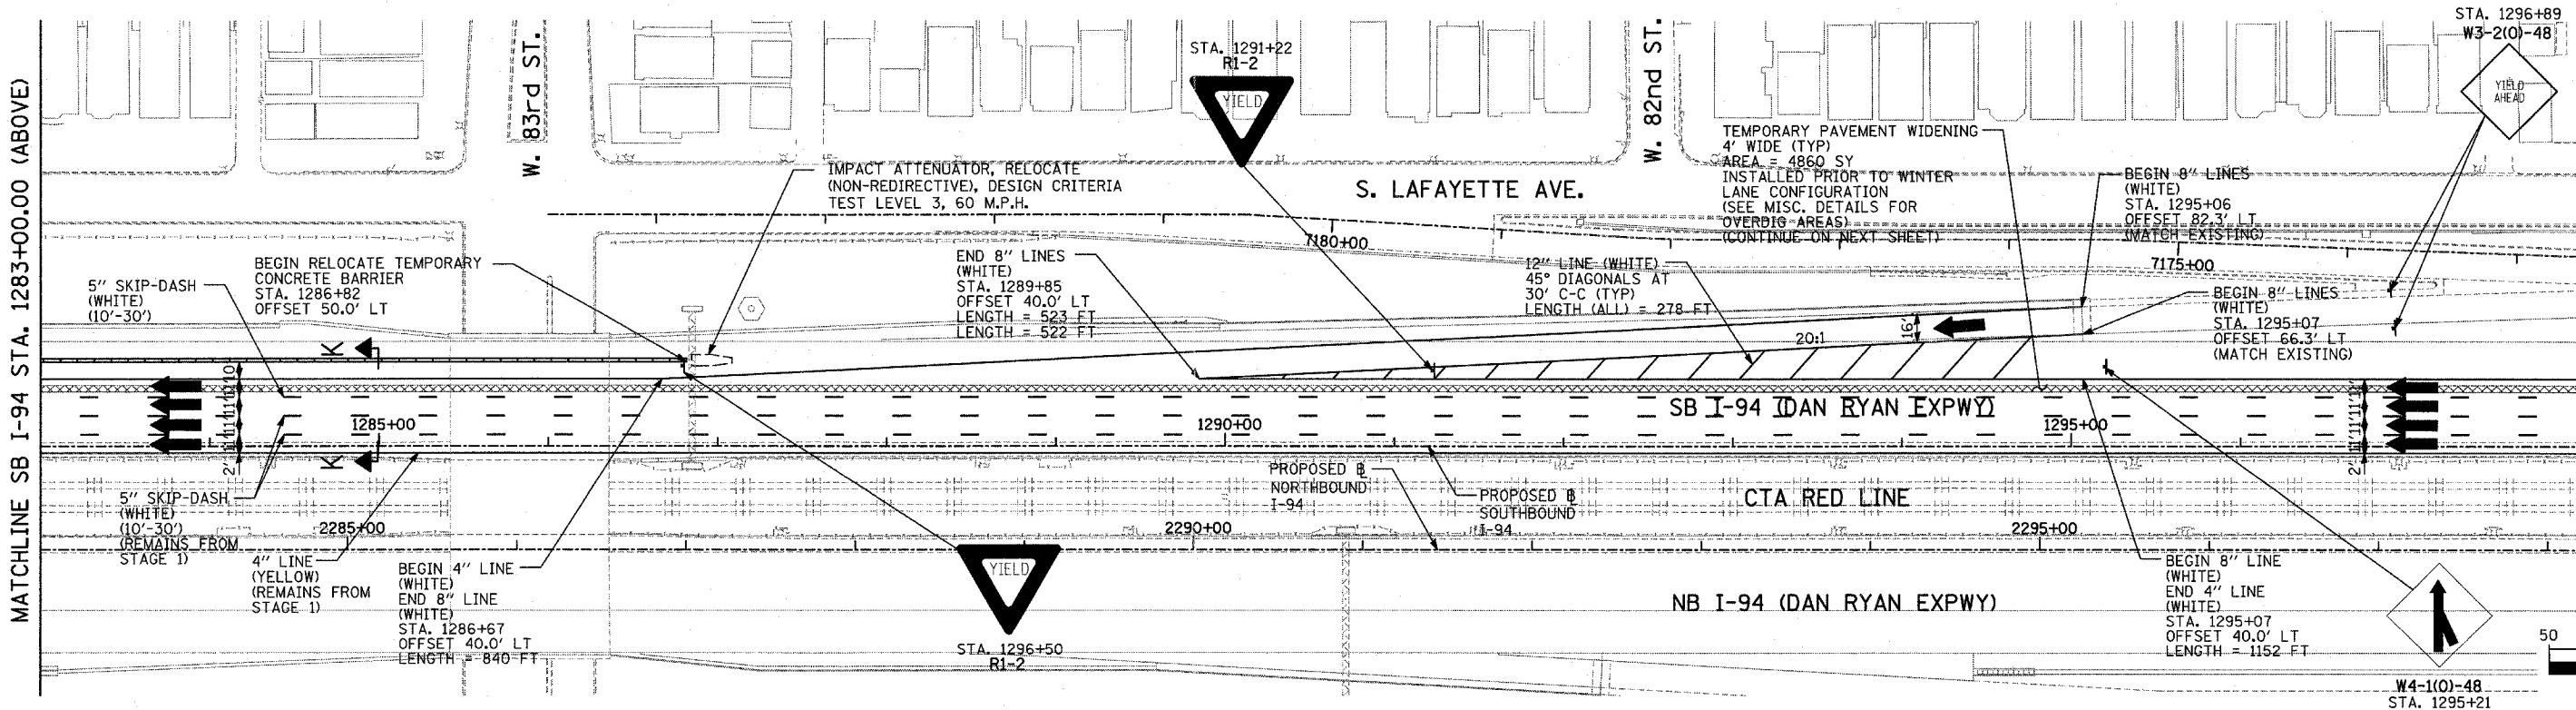 MATCHLINE SB I-94 STA. 1283+00.00 (ABOVE)
W. 83rd ST.
STA. 1291+22
R1-2
YIELD
W. 82nd ST.
STA. 1296+89
W3-2(O)-48
YIELD
AHEAD
IMPACT ATTENUATOR, RELOCATE
(NON-REDIRECTIVE), DESIGN CRITERIA
TEST LEVEL 3, 60 M.P.H.
S. LAFAYETTE AVE.
TEMPORARY PAVEMENT WIDENING
4' WIDE (TYP)
AREA = 4860 SY
INSTALLED PRIOR TO WINTER
LANE CONFIGURATION
(SEE MISC. DETAILS FOR
OVERDIG AREAS)
(CONTINUE ON NEXT SHEET)
BEGIN 8" LINES
(WHITE)
STA. 1295+06
OFFSET 82.3' LT
(MATCH EXISTING)
7180+00
7175+00
5" SKIP-DASH
(WHITE)
(10'-30')
BEGIN RELOCATE TEMPORARY
CONCRETE BARRIER
STA. 1286+82
OFFSET 50.0' LT
END 8" LINES
(WHITE)
STA. 1289+85
OFFSET 40.0' LT
LENGTH = 523 FT
LENGTH = 522 FT
12" LINE (WHITE)
45° DIAGONALS AT
30' C-C (TYP)
LENGTH (ALL) = 278 FT
BEGIN 8" LINES
(WHITE)
STA. 1295+07
OFFSET 66.3' LT
(MATCH EXISTING)
20:1
16'
K
K
2' 11' 11' 11' 11' 10'
1285+00
1290+00
SB I-94 (DAN RYAN EXPWY)
1295+00
2' 11' 11' 11' 11'
5" SKIP-DASH
(WHITE)
(10'-30')
(REMAINS FROM
STAGE 1)
4" LINE
(YELLOW)
(REMAINS FROM
STAGE 1)
2285+00
2290+00
2295+00
PROPOSED ℄
NORTHBOUND
I-94
PROPOSED ℄
SOUTHBOUND
I-94
CTA RED LINE
BEGIN 4" LINE
(WHITE)
END 8" LINE
(WHITE)
STA. 1286+67
OFFSET 40.0' LT
LENGTH = 840 FT
YIELD
STA. 1296+50
R1-2
NB I-94 (DAN RYAN EXPWY)
BEGIN 8" LINE
(WHITE)
END 4" LINE
(WHITE)
STA. 1295+07
OFFSET 40.0' LT
LENGTH = 1152 FT
W4-1(O)-48
STA. 1295+21
50